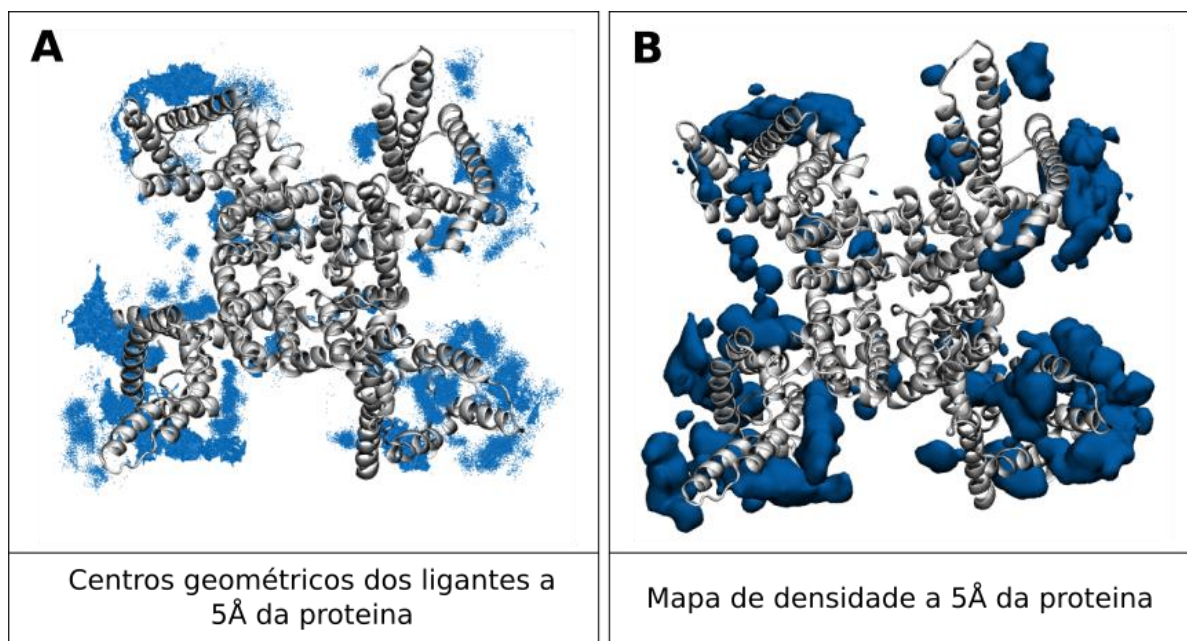 A
B
Centros geométricos dos ligantes a
5Å da proteina
Mapa de densidade a 5Å da proteina